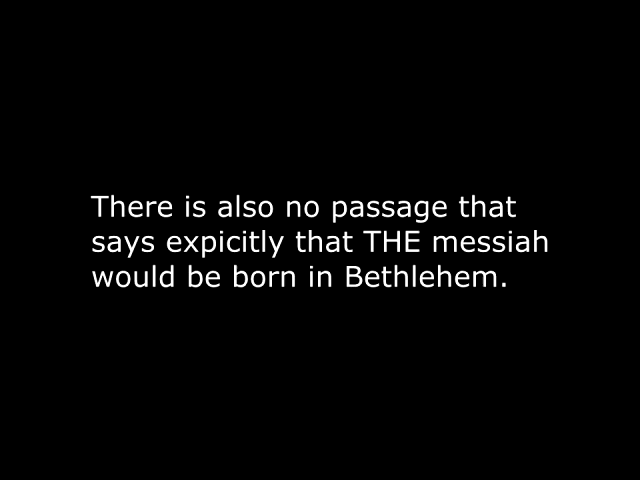 There is also no passage that
says expicitly that THE messiah
would be born in Bethlehem.